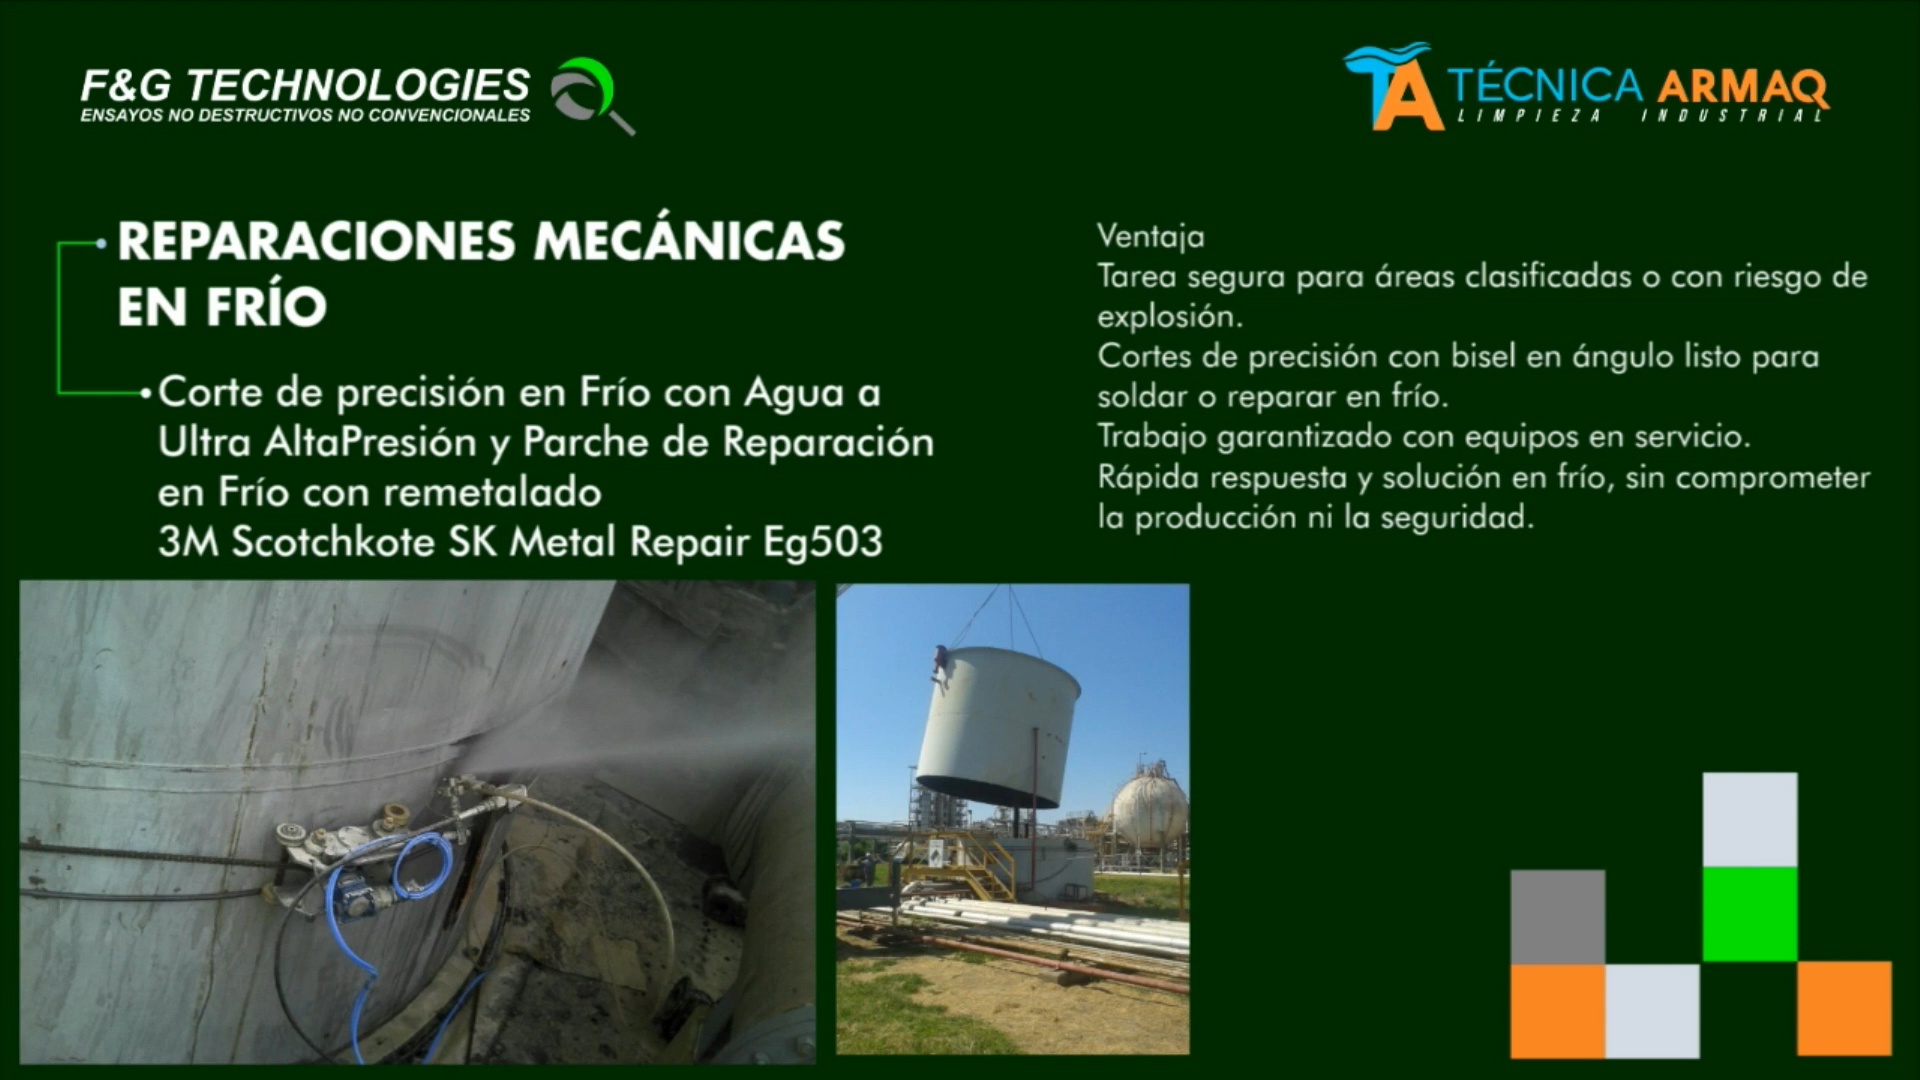 F&G TECHNOLOGIES
ENSAYOS NO DESTRUCTIVOS NO CONVENCIONALES
TA TÉCNICA ARMAQ
LIMPIEZA INDUSTRIAL
REPARACIONES MECÁNICAS
EN FRÍO
Corte de precisión en Frío con Agua a
Ultra AltaPresión y Parche de Reparación
en Frío con remetalado
3M Scotchkote SK Metal Repair Eg503
Ventaja
Tarea segura para áreas clasificadas o con riesgo de
explosión.
Cortes de precisión con bisel en ángulo listo para
soldar o reparar en frío.
Trabajo garantizado con equipos en servicio.
Rápida respuesta y solución en frío, sin comprometer
la producción ni la seguridad.